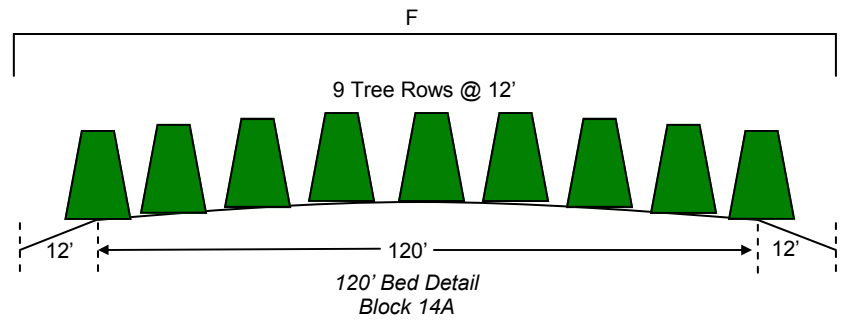 F
9 Tree Rows @ 12’
12’ 120’ 12’
120’ Bed Detail
Block 14A